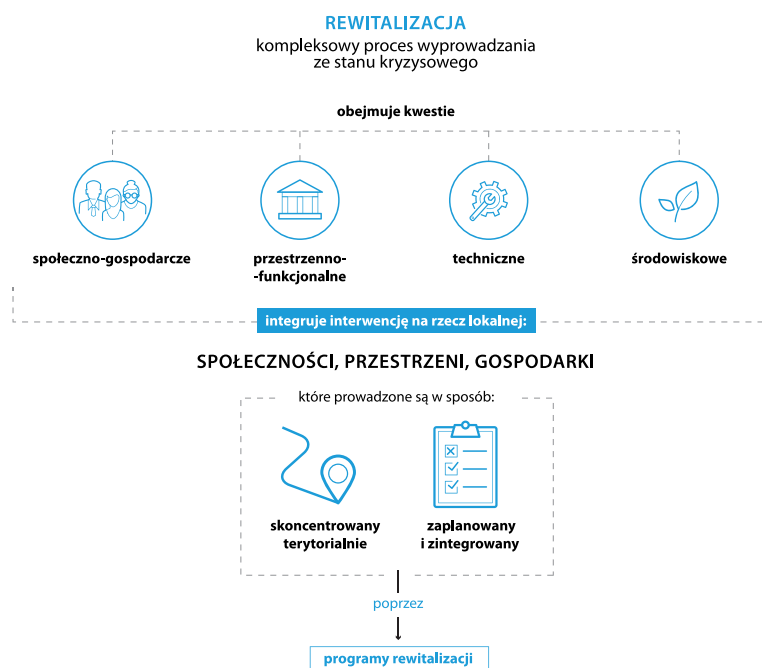 REWITALIZACJA
kompleksowy proces wyprowadzania
ze stanu kryzysowego
obejmuje kwestie
społeczno-gospodarcze
przestrzenno-
-funkcjonalne
techniczne
środowiskowe
integruje interwencję na rzecz lokalnej:
SPOŁECZNOŚCI, PRZESTRZENI, GOSPODARKI
które prowadzone są w sposób:
skoncentrowany
terytorialnie
zaplanowany
i zintegrowany
poprzez
programy rewitalizacji